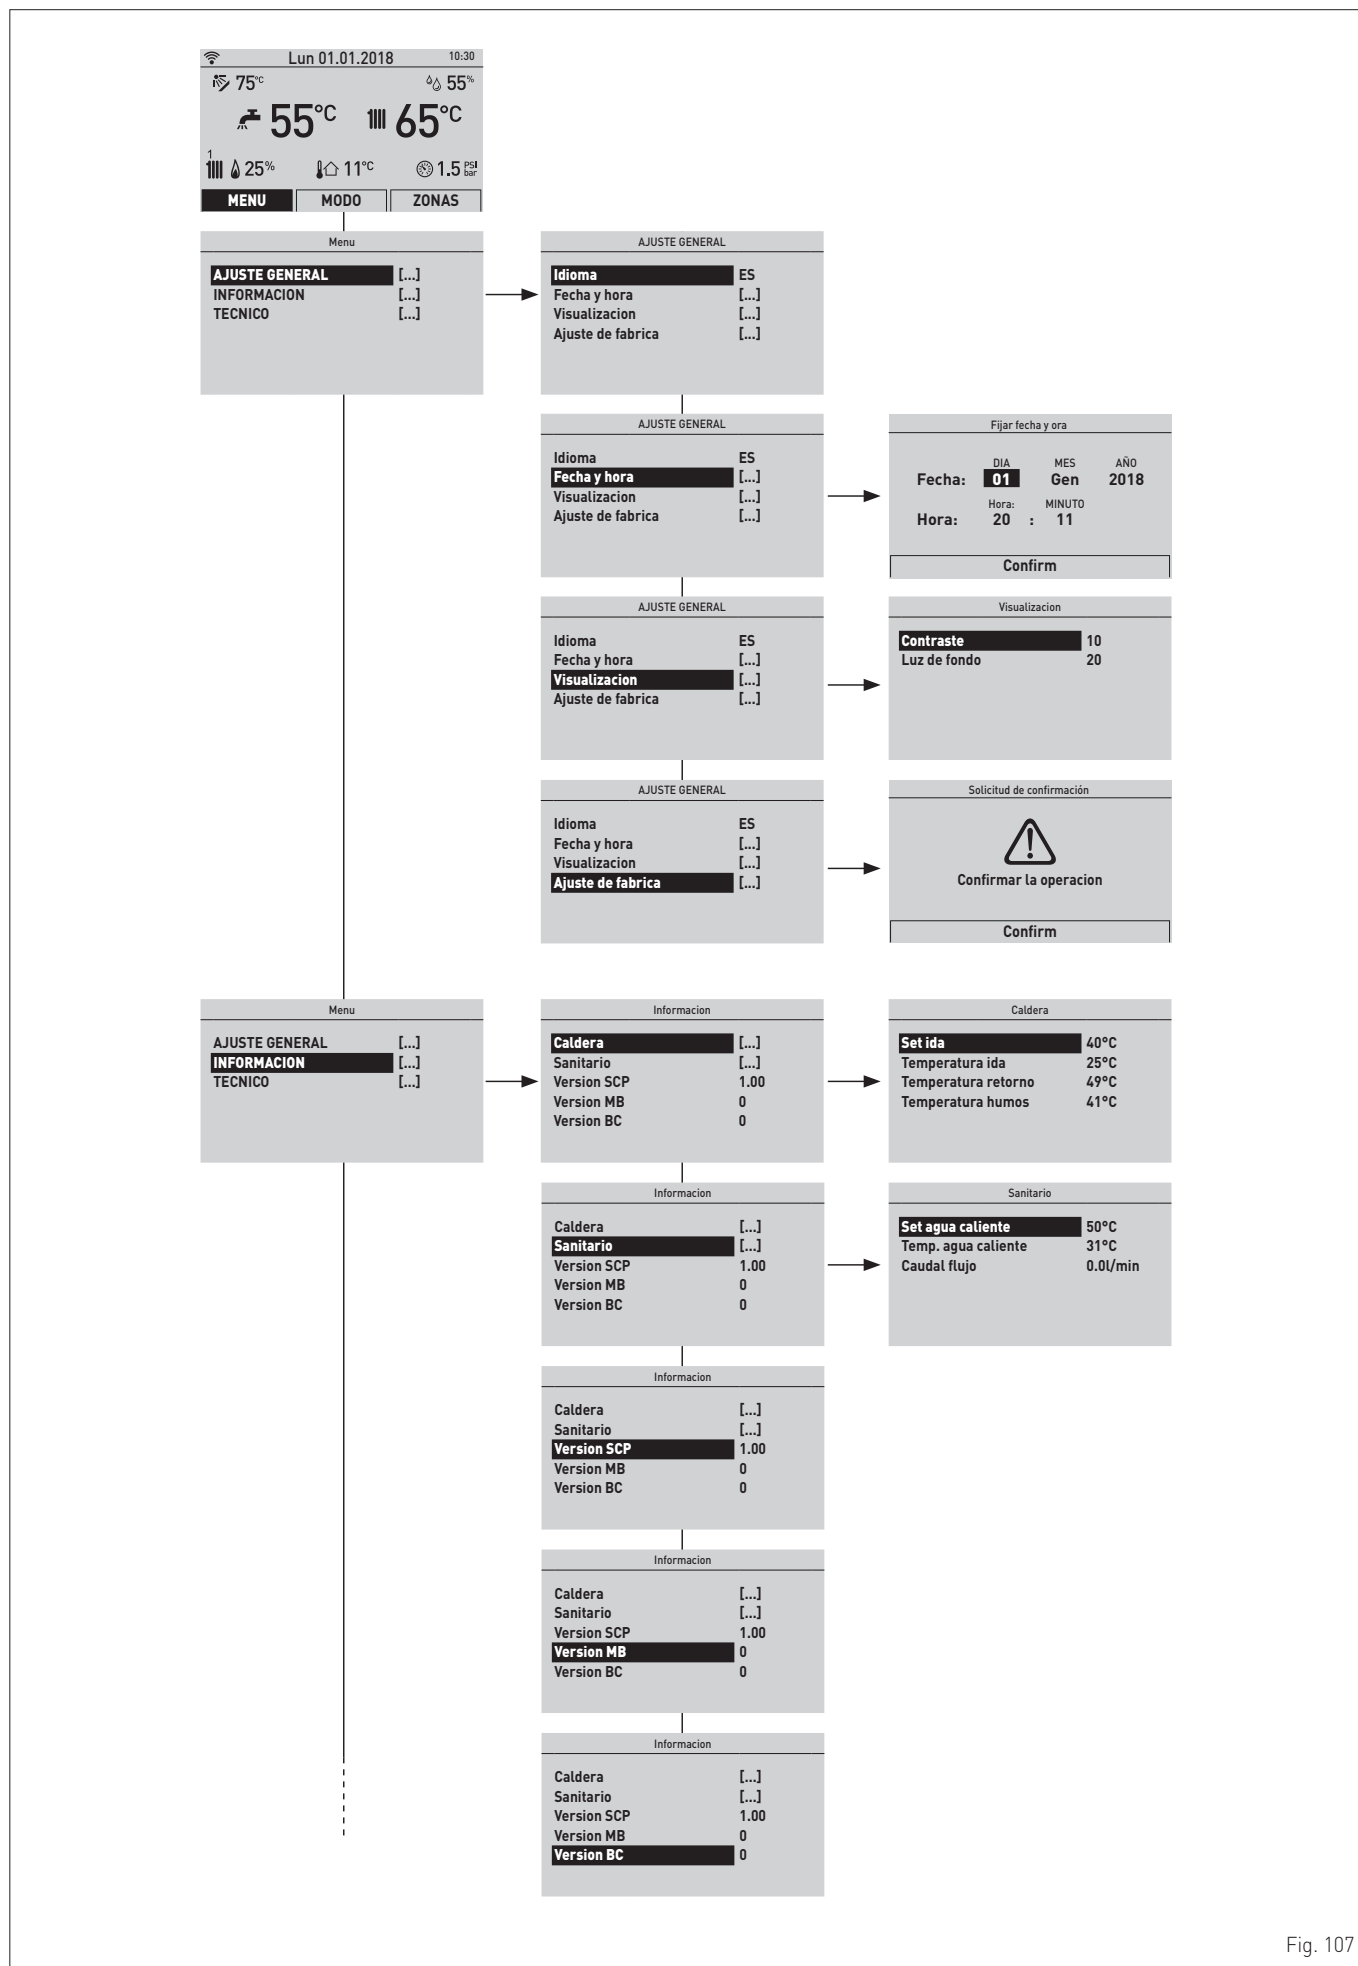 Lun 01.01.2018 10:30
75°C 55%
55°C 65°C
1
25% 11°C 1.5 PSI bar
MENU MODO ZONAS
Menu
AJUSTE GENERAL [...]
INFORMACION [...]
TECNICO [...]
AJUSTE GENERAL
Idioma ES
Fecha y hora [...]
Visualizacion [...]
Ajuste de fabrica [...]
AJUSTE GENERAL
Idioma ES
Fecha y hora [...]
Visualizacion [...]
Ajuste de fabrica [...]
Fijar fecha y ora
DIA MES AÑO
Fecha: 01 Gen 2018
Hora: MINUTO
Hora: 20 : 11
Confirm
AJUSTE GENERAL
Idioma ES
Fecha y hora [...]
Visualizacion [...]
Ajuste de fabrica [...]
Visualizacion
Contraste 10
Luz de fondo 20
AJUSTE GENERAL
Idioma ES
Fecha y hora [...]
Visualizacion [...]
Ajuste de fabrica [...]
Solicitud de confirmación
Confirmar la operacion
Confirm
Menu
AJUSTE GENERAL [...]
INFORMACION [...]
TECNICO [...]
Informacion
Caldera [...]
Sanitario [...]
Version SCP 1.00
Version MB 0
Version BC 0
Caldera
Set ida 40°C
Temperatura ida 25°C
Temperatura retorno 49°C
Temperatura humos 41°C
Informacion
Caldera [...]
Sanitario [...]
Version SCP 1.00
Version MB 0
Version BC 0
Sanitario
Set agua caliente 50°C
Temp. agua caliente 31°C
Caudal flujo 0.0l/min
Informacion
Caldera [...]
Sanitario [...]
Version SCP 1.00
Version MB 0
Version BC 0
Informacion
Caldera [...]
Sanitario [...]
Version SCP 1.00
Version MB 0
Version BC 0
Informacion
Caldera [...]
Sanitario [...]
Version SCP 1.00
Version MB 0
Version BC 0
Fig. 107